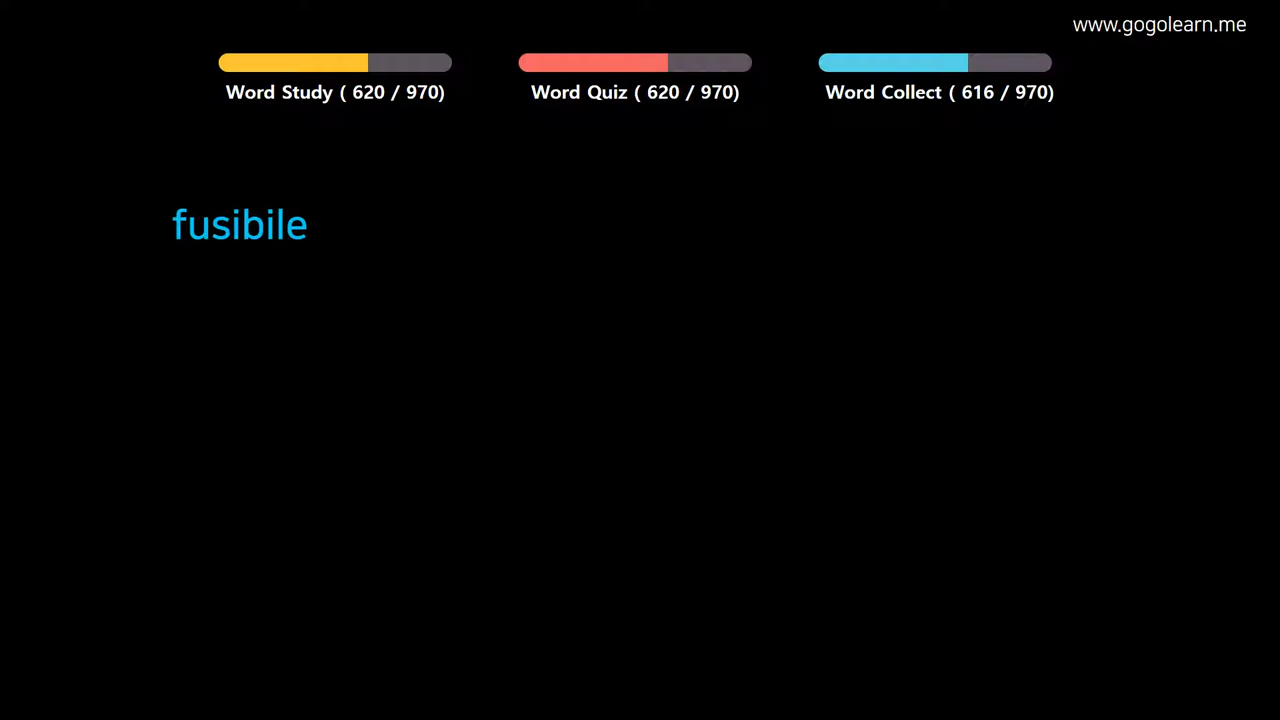 www.gogolearn.me
Word Study ( 620 / 970)
Word Quiz ( 620 / 970)
Word Collect ( 616 / 970)
fusibile